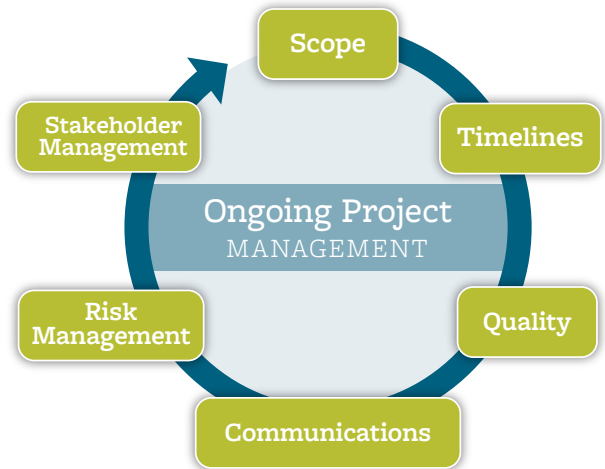 Scope
Timelines
Quality
Communications
Risk
Management
Stakeholder
Management
Ongoing Project
MANAGEMENT